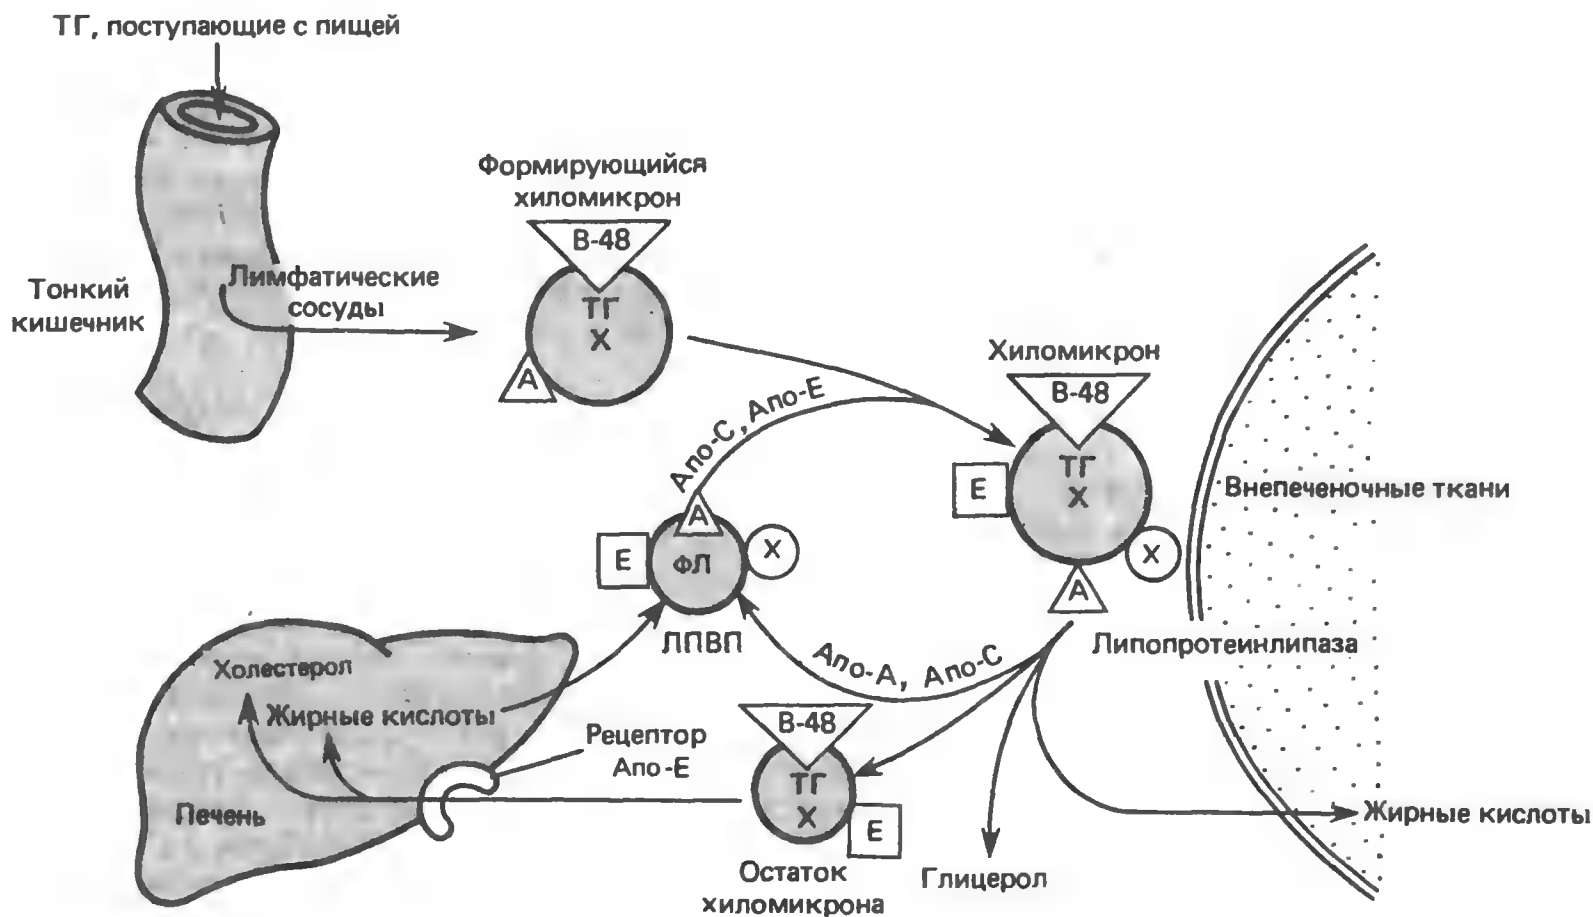 ТГ, поступающие с пищей
Формирующийся
хиломикрон
В-48
ТГ
Х
А
Лимфатические
сосуды
Тонкий
кишечник
Хиломикрон
В-48
ТГ
Х
Е
Х
А
Внепеченочные ткани
Апо-С, Апо-Е
А
Е
ФЛ
Х
ЛПВП
Липопротеинлипаза
Апо-А, Апо-С
Холестерол
Жирные кислоты
Рецептор
Апо-Е
Печень
В-48
ТГ
Х
Е
Остаток
хиломикрона
Глицерол
Жирные кислоты